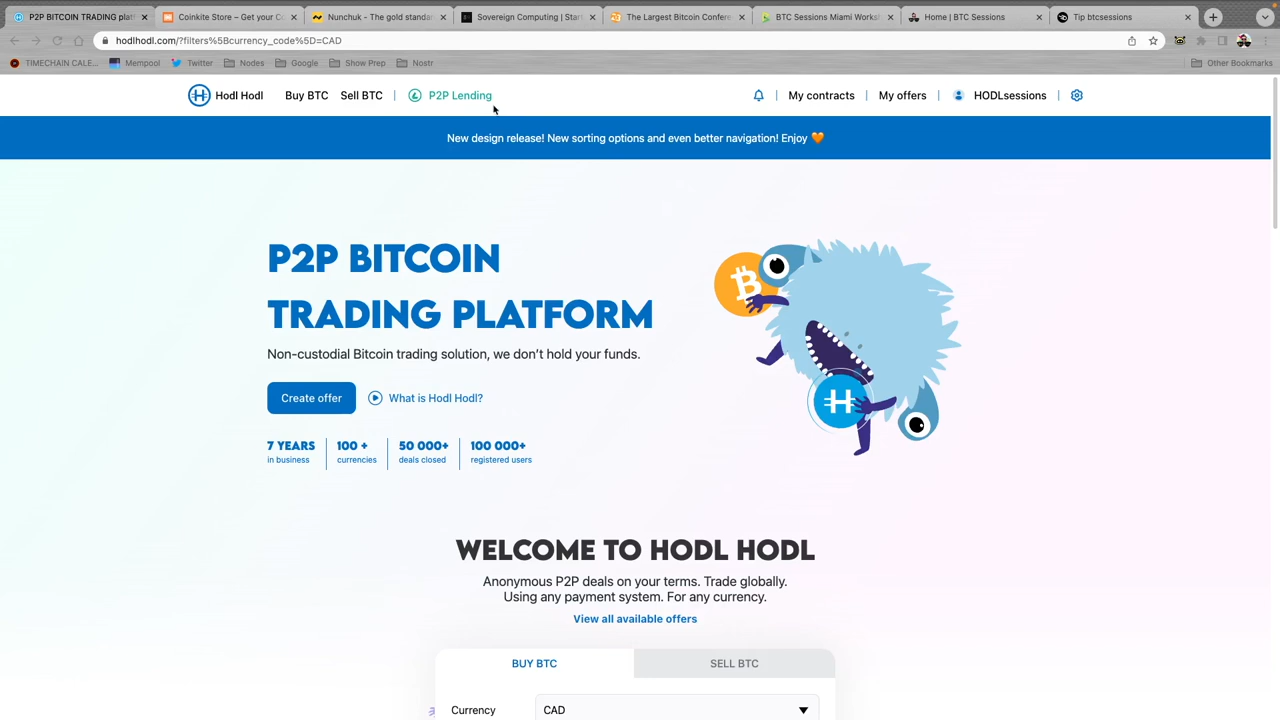 P2P BITCOIN TRADING platf
Coinkite Store – Get your C
Nunchuk - The gold standar
Sovereign Computing | Star
The Largest Bitcoin Confere
BTC Sessions Miami Worksh
Home | BTC Sessions
Tip btcsessions
hodlhodl.com/?filters%5Bcurrency_code%5D=CAD
TIMECHAIN CALE...
Mempool
Twitter
Nodes
Google
Show Prep
Nostr
Other Bookmarks
Hodl Hodl
Buy BTC
Sell BTC
P2P Lending
My contracts
My offers
HODLsessions
New design release! New sorting options and even better navigation! Enjoy 🧡
P2P BITCOIN
TRADING PLATFORM
Non-custodial Bitcoin trading solution, we don't hold your funds.
Create offer
What is Hodl Hodl?
7 YEARS
in business
100 +
currencies
50 000+
deals closed
100 000+
registered users
WELCOME TO HODL HODL
Anonymous P2P deals on your terms. Trade globally.
Using any payment system. For any currency.
View all available offers
BUY BTC
SELL BTC
Currency
CAD